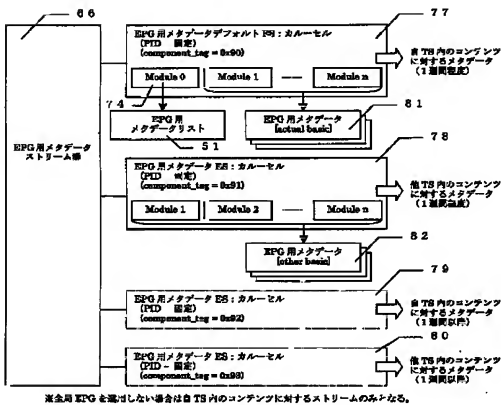 66
77
EPG用メタデータデフォルトES:カルーセル
(PID 固定)
(component_tag = 0x90)
Module 0
Module 1
Module n
自TS内のコンテンツ
に対するメタデータ
(1週間程度)
74
EPG用
メタデータリスト
51
81
EPG用メタデータ
[actual basic]
78
EPG用メタデータ
ストリーム
EPG用メタデータES:カルーセル
(PID 固定)
(component_tag = 0x91)
Module 1
Module 2
Module n
他TS内のコンテンツ
に対するメタデータ
(1週間程度)
82
EPG用メタデータ
[other basic]
79
EPG用メタデータES:カルーセル
(PID 固定)
(component_tag = 0x92)
自TS内のコンテンツ
に対するメタデータ
(1週間以降)
80
EPG用メタデータES:カルーセル
(PID 固定)
(component_tag = 0x93)
他TS内のコンテンツ
に対するメタデータ
(1週間以降)
※全局EPGを運用しない場合は自TS内のコンテンツに対するストリームのみとなる。